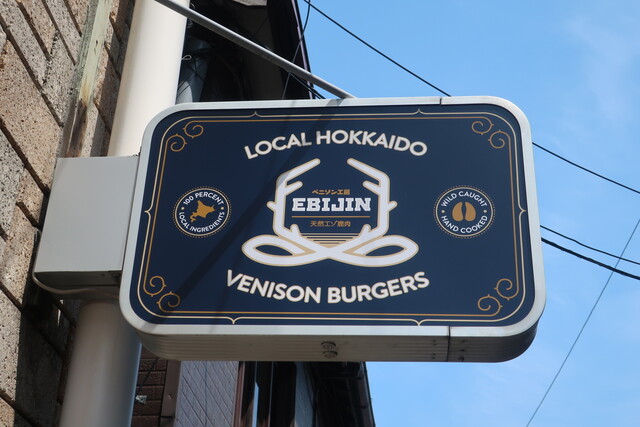 LOCAL HOKKAIDO
100 PERCENT
LOCAL INGREDIENTS
ベニソン工房
EBIJIN
天然エゾ鹿肉
WILD CAUGHT
HAND COOKED
VENISON BURGERS